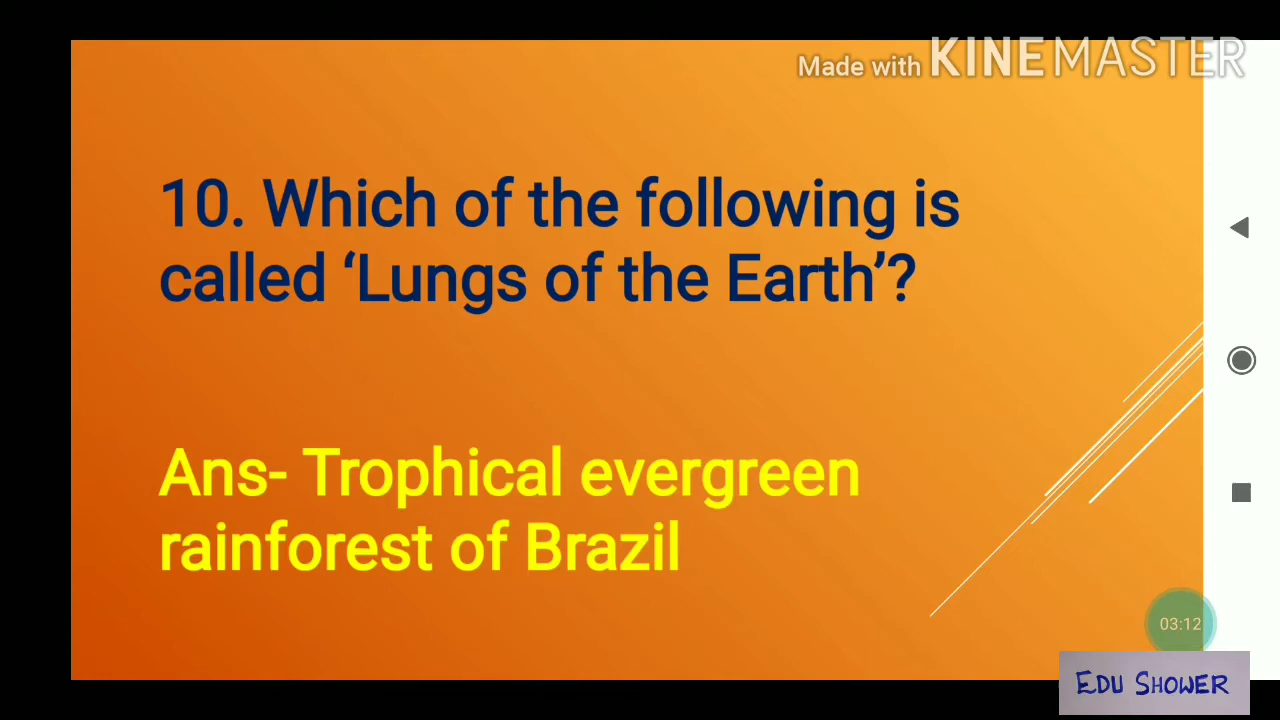 Made with KINEMASTER
10. Which of the following is
called ‘Lungs of the Earth’?
Ans- Trophical evergreen
rainforest of Brazil
03:12
EDU SHOWER